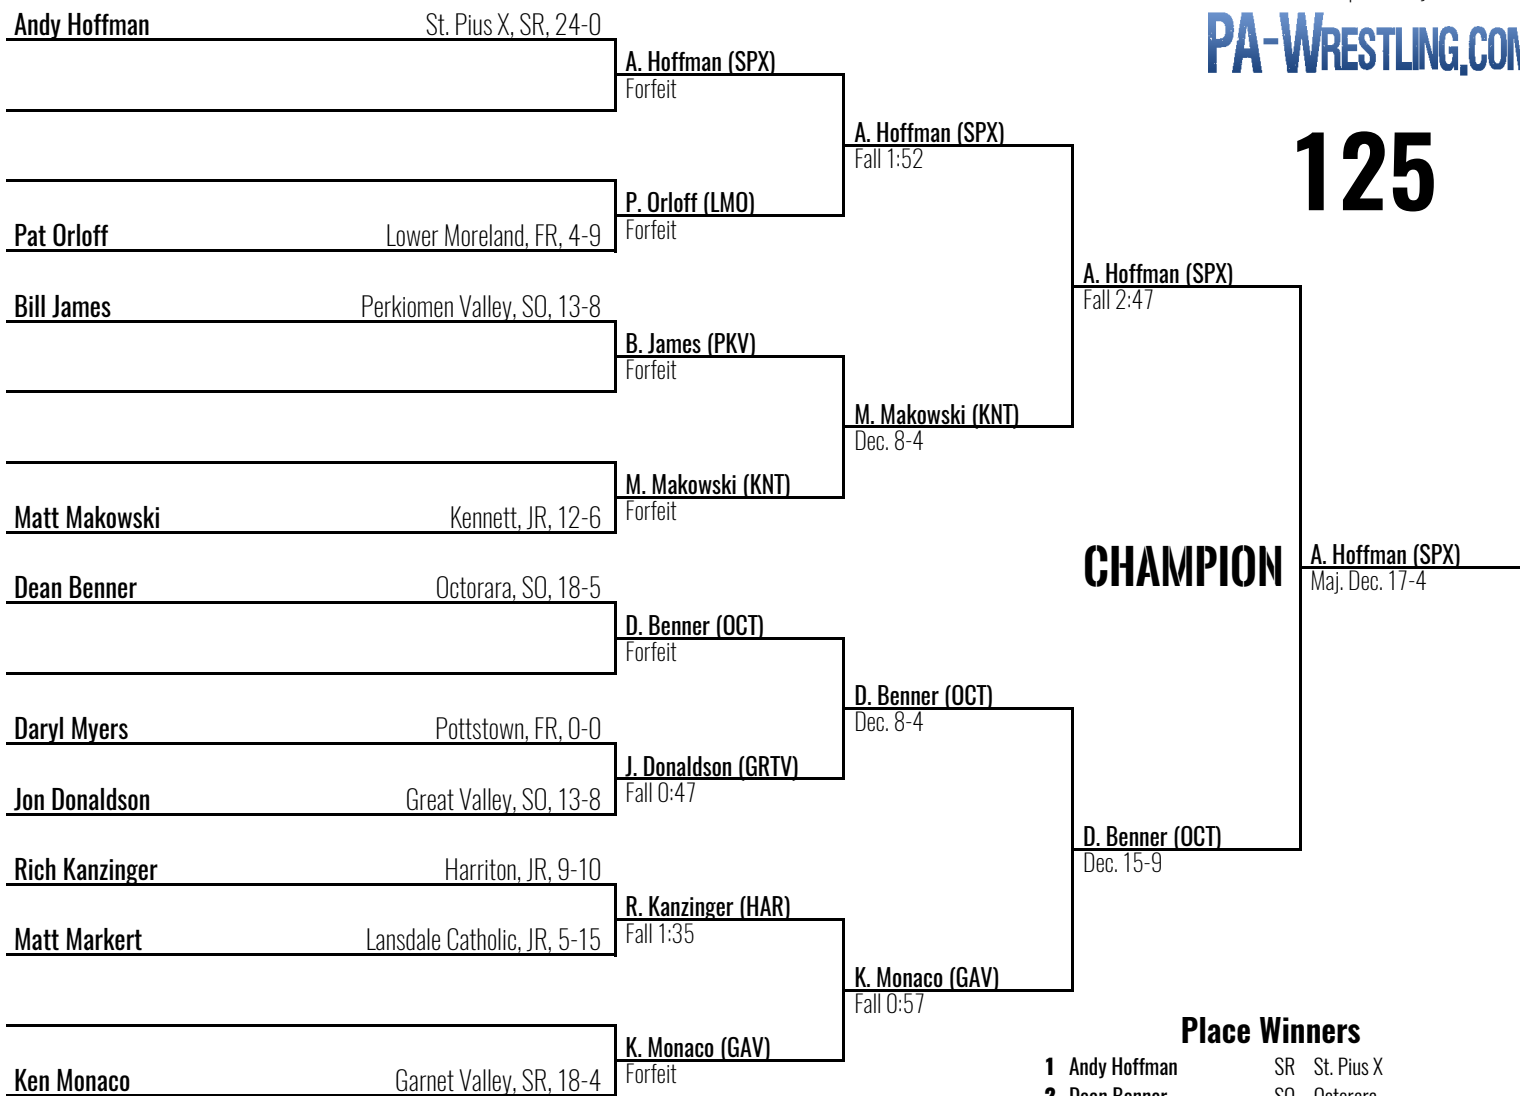 PA-WRESTLING.COM
125
Andy Hoffman St. Pius X, SR, 24-0
A. Hoffman (SPX)
Forfeit
A. Hoffman (SPX)
Fall 1:52
P. Orloff (LMO)
Forfeit
Pat Orloff Lower Moreland, FR, 4-9
A. Hoffman (SPX)
Fall 2:47
Bill James Perkiomen Valley, SO, 13-8
B. James (PKV)
Forfeit
M. Makowski (KNT)
Dec. 8-4
M. Makowski (KNT)
Forfeit
Matt Makowski Kennett, JR, 12-6
CHAMPION
A. Hoffman (SPX)
Maj. Dec. 17-4
Dean Benner Octorara, SO, 18-5
D. Benner (OCT)
Forfeit
D. Benner (OCT)
Dec. 8-4
Daryl Myers Pottstown, FR, 0-0
J. Donaldson (GRTV)
Fall 0:47
Jon Donaldson Great Valley, SO, 13-8
D. Benner (OCT)
Dec. 15-9
Rich Kanzinger Harriton, JR, 9-10
R. Kanzinger (HAR)
Fall 1:35
Matt Markert Lansdale Catholic, JR, 5-15
K. Monaco (GAV)
Fall 0:57
K. Monaco (GAV)
Forfeit
Ken Monaco Garnet Valley, SR, 18-4
Place Winners
1 Andy Hoffman SR St. Pius X
2 Dean Benner SO Octorara